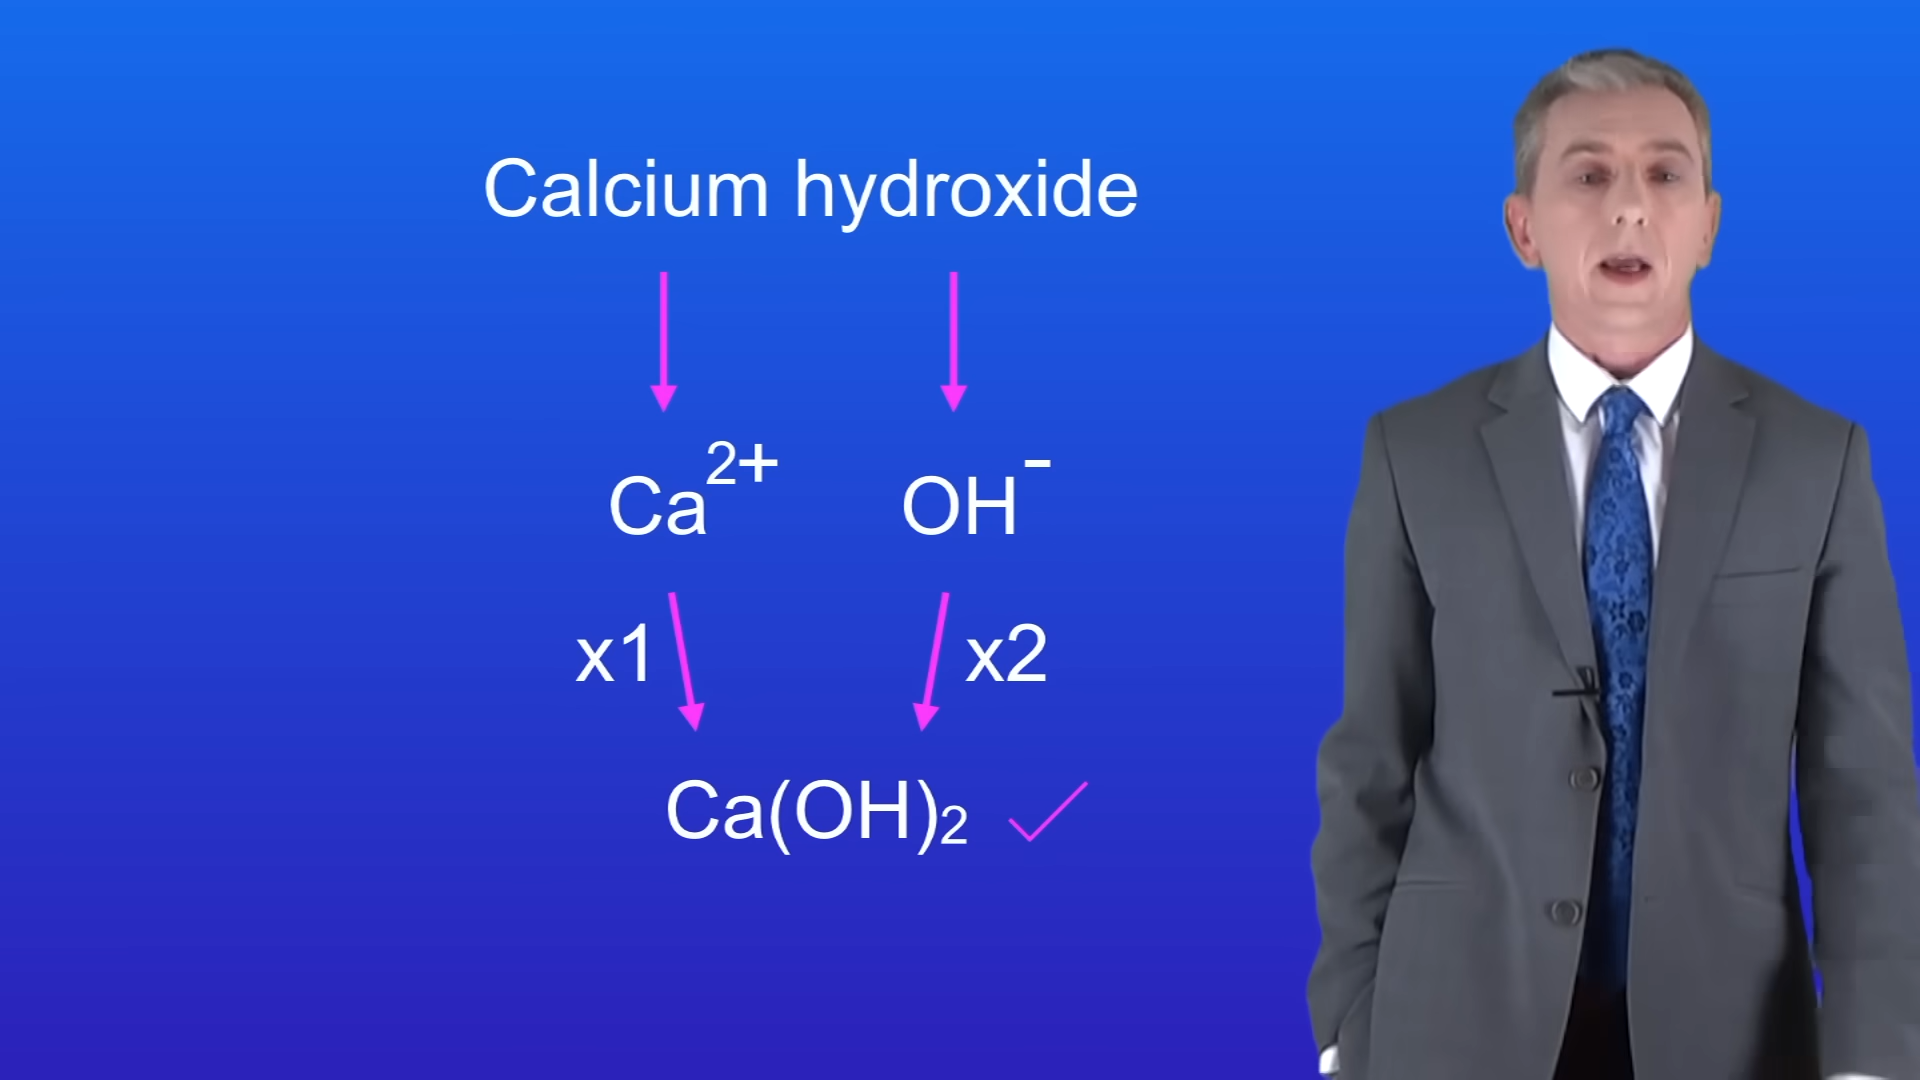 Calcium hydroxide
Ca²⁺ OH⁻
x1 x2
Ca(OH)₂